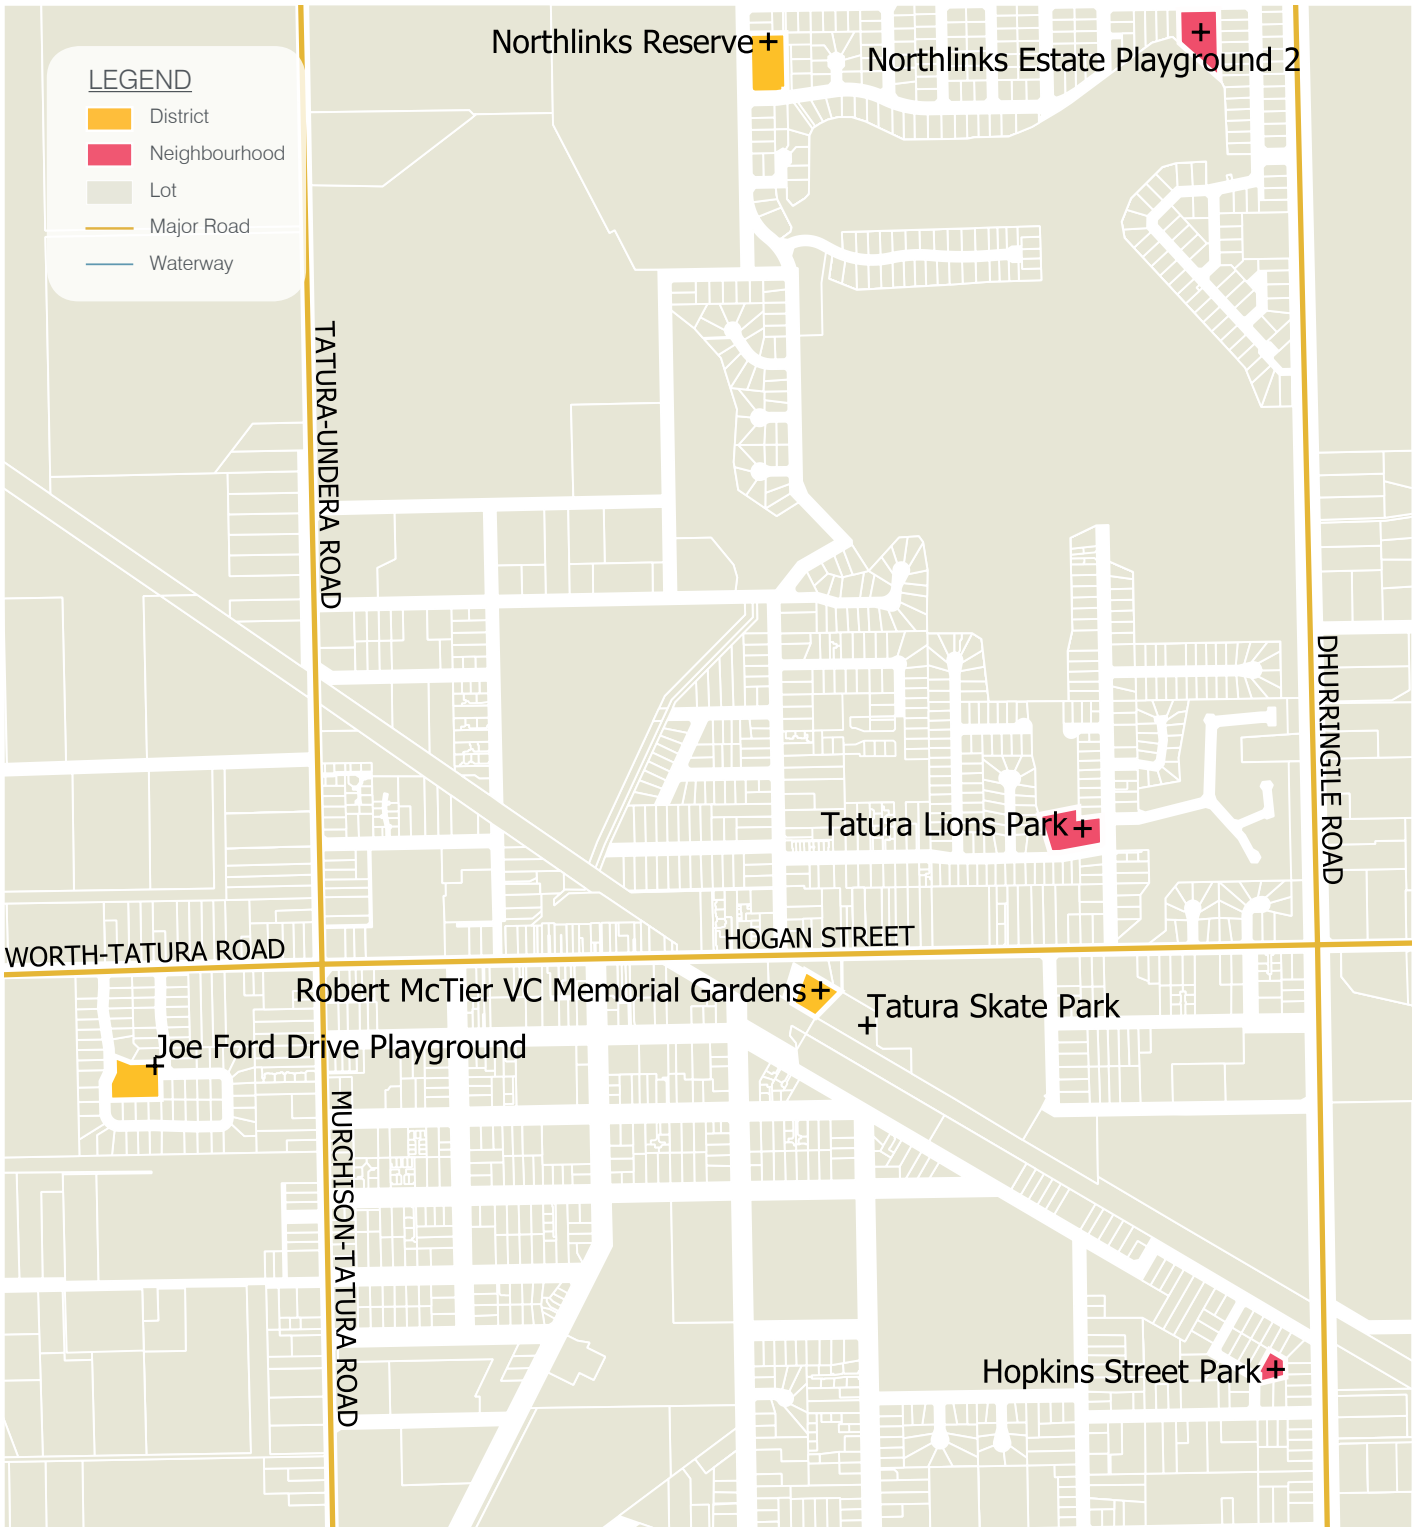 Northlinks Reserve
Northlinks Estate Playground 2
LEGEND
District
Neighbourhood
Lot
Major Road
Waterway
TATURA-UNDERA ROAD
DHURRINGILE ROAD
Tatura Lions Park
WORTH-TATURA ROAD
HOGAN STREET
Robert McTier VC Memorial Gardens
Tatura Skate Park
Joe Ford Drive Playground
MURCHISON-TATURA ROAD
Hopkins Street Park